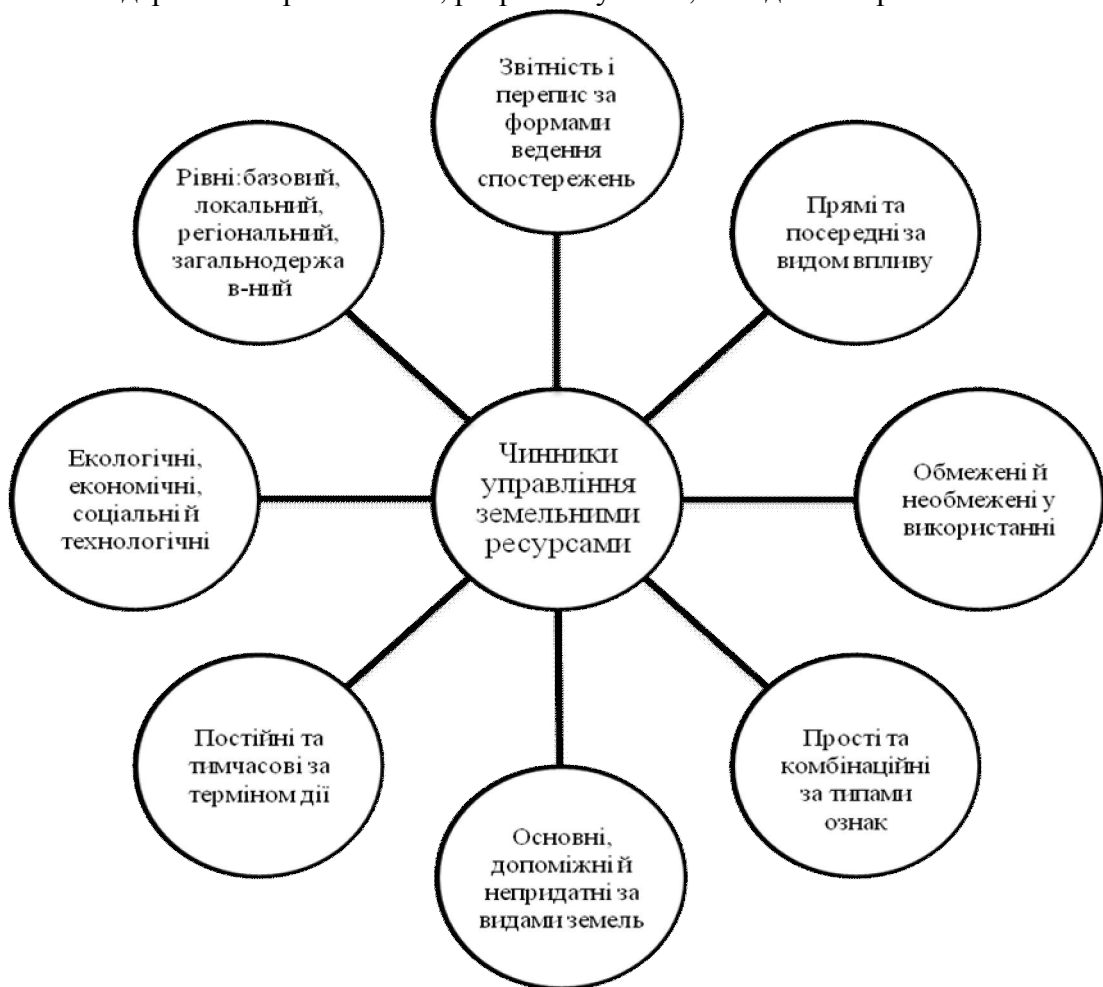 Звітність і
перепис за
формами
ведення
спостережень
Рівні:базовий,
локальний,
регіональний,
загальнодержа
в-ний
Прямі та
посередні за
видом впливу
Екологічні,
економічні,
соціальні й
технологічні
Чинники
управління
земельними
ресурсами
Обмежені й
необмежені у
використанні
Постійні та
тимчасові за
терміном дії
Прості та
комбінаційні
за типами
ознак
Основні,
допоміжні й
непридатні за
видами земель